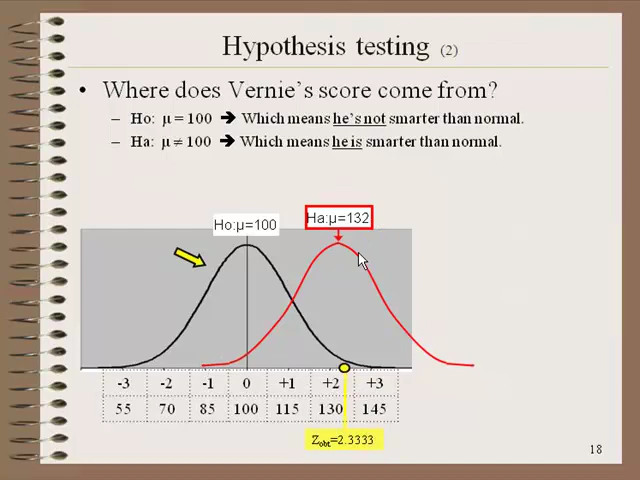 Hypothesis testing (2)
• Where does Vernie's score come from?
– Ho: μ = 100 ➔ Which means he's not smarter than normal.
– Ha: μ ≠ 100 ➔ Which means he is smarter than normal.
Ho:μ=100
Ha:μ=132
-3 -2 -1 0 +1 +2 +3
55 70 85 100 115 130 145
Zobt=2.3333
18